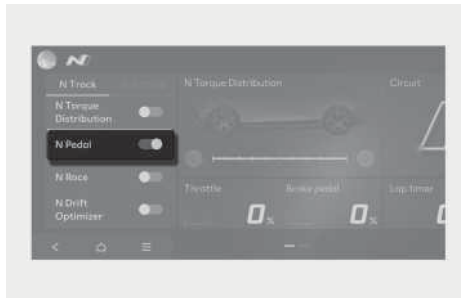 N
N Track
N Torque Distribution
Circuit
N Torque
Distribution
N Pedal
N Race
Throttle
Brake pedal
Lap timer
N Drift
Optimizer
0%
0%